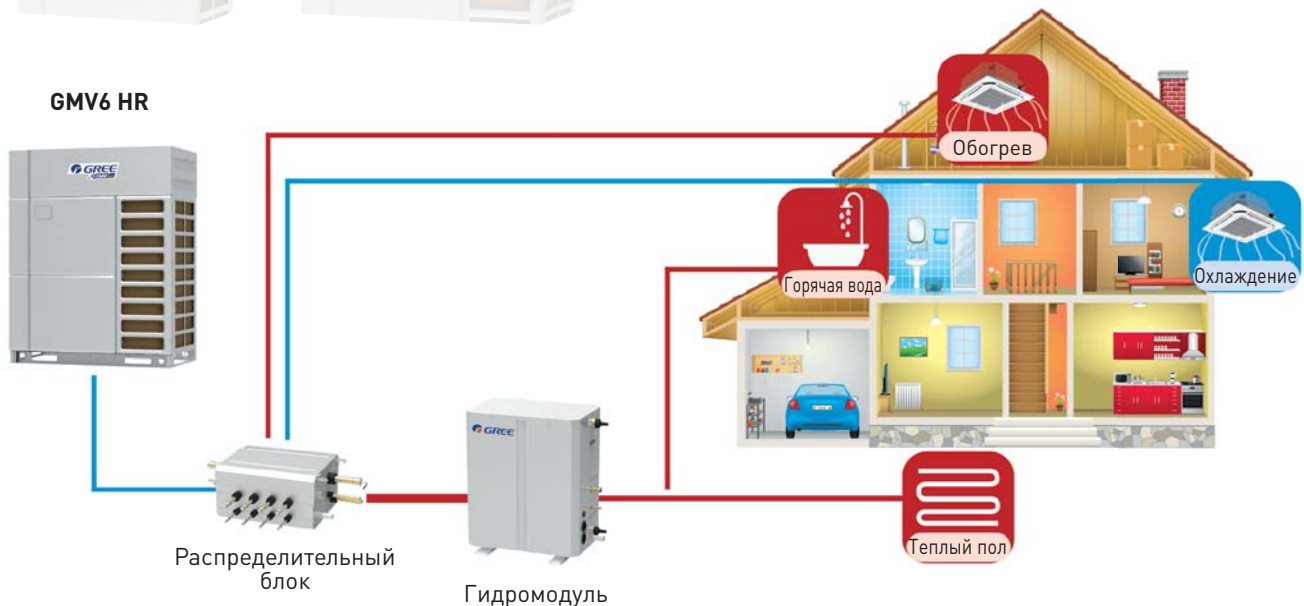 GMV6 HR
GREE
Обогрев
Горячая вода
Охлаждение
GREE
Теплый пол
Распределительный
блок
Гидромодуль